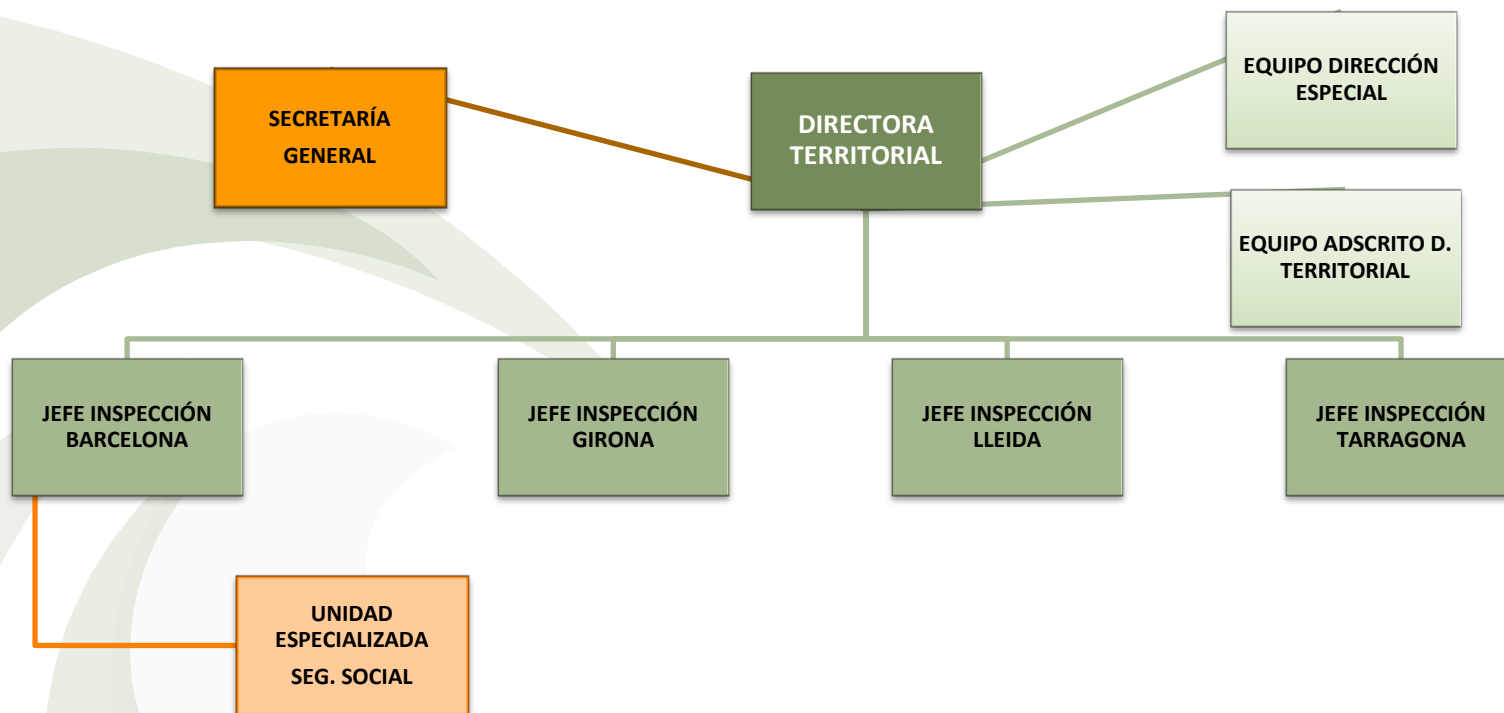 EQUIPO DIRECCIÓN
ESPECIAL
SECRETARÍA
GENERAL
DIRECTORA
TERRITORIAL
EQUIPO ADSCRITO D.
TERRITORIAL
JEFE INSPECCIÓN
BARCELONA
JEFE INSPECCIÓN
GIRONA
JEFE INSPECCIÓN
LLEIDA
JEFE INSPECCIÓN
TARRAGONA
UNIDAD
ESPECIALIZADA
SEG. SOCIAL